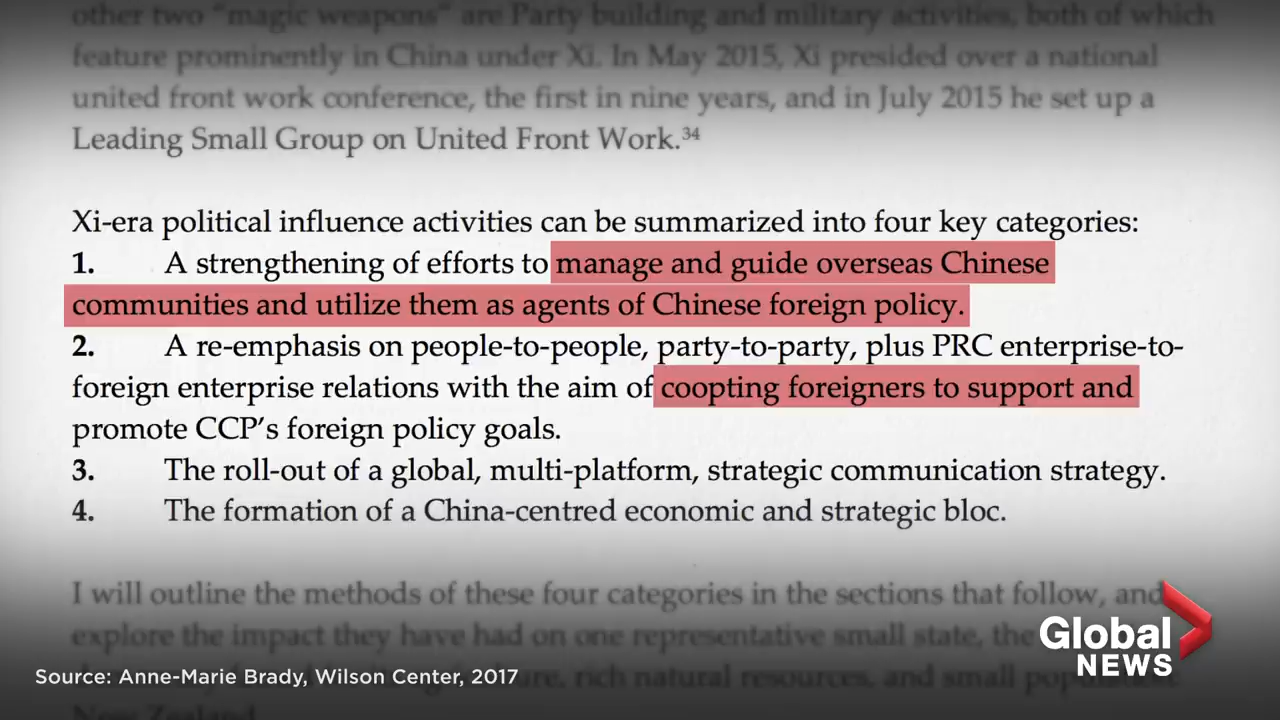 other two “magic weapons” are Party building and military activities, both of which
feature prominently in China under Xi. In May 2015, Xi presided over a national
united front work conference, the first in nine years, and in July 2015 he set up a
Leading Small Group on United Front Work.³⁴
Xi-era political influence activities can be summarized into four key categories:
1. A strengthening of efforts to manage and guide overseas Chinese
communities and utilize them as agents of Chinese foreign policy.
2. A re-emphasis on people-to-people, party-to-party, plus PRC enterprise-to-
foreign enterprise relations with the aim of coopting foreigners to support and
promote CCP’s foreign policy goals.
3. The roll-out of a global, multi-platform, strategic communication strategy.
4. The formation of a China-centred economic and strategic bloc.
I will outline the methods of these four categories in the sections that follow, and
explore the impact they have had on one representative small state, the
rich natural resources, and small
New Zealand
Source: Anne-Marie Brady, Wilson Center, 2017
Global
NEWS